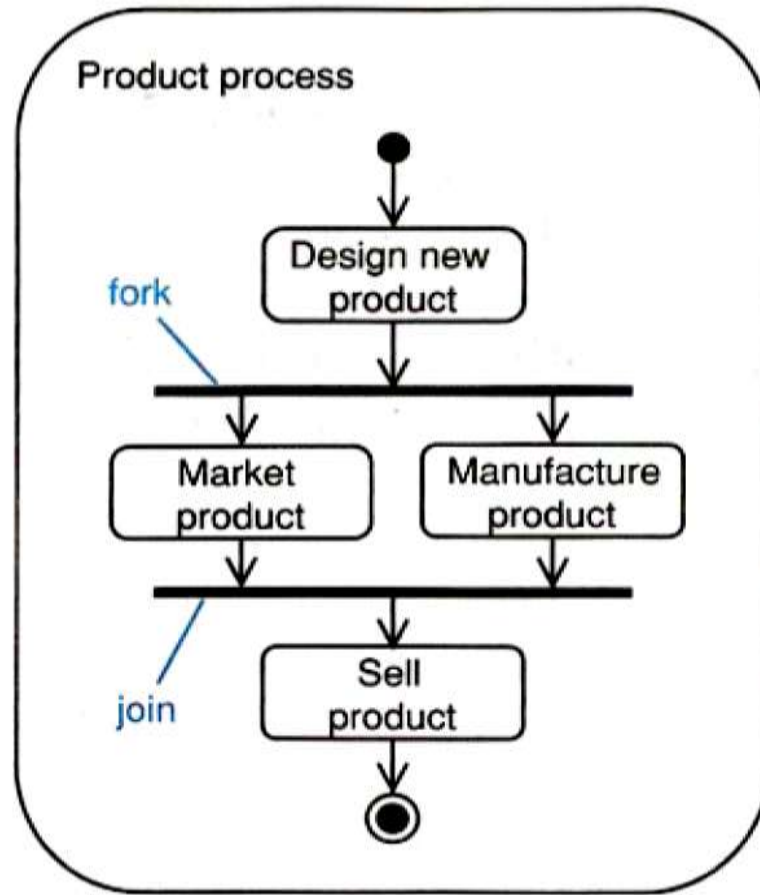 Product process
Design new
product
fork
Market
product
Manufacture
product
Sell
product
join